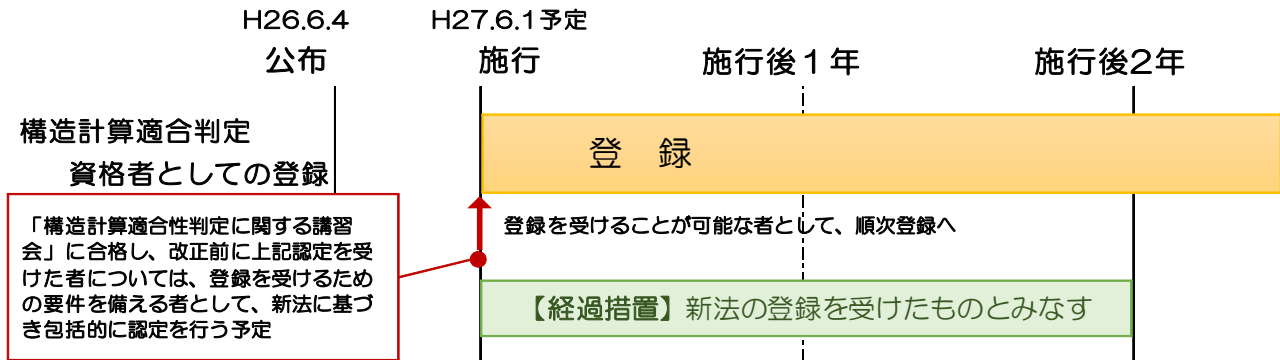 H26.6.4
公布
H27.6.1予定
施行
施行後1年
施行後2年
構造計算適合判定
資格者としての登録
登　録
「構造計算適合性判定に関する講習
会」に合格し、改正前に上記認定を受
けた者については、登録を受けるため
の要件を備える者として、新法に基づ
き包括的に認定を行う予定
登録を受けることが可能な者として、順次登録へ
【経過措置】新法の登録を受けたものとみなす